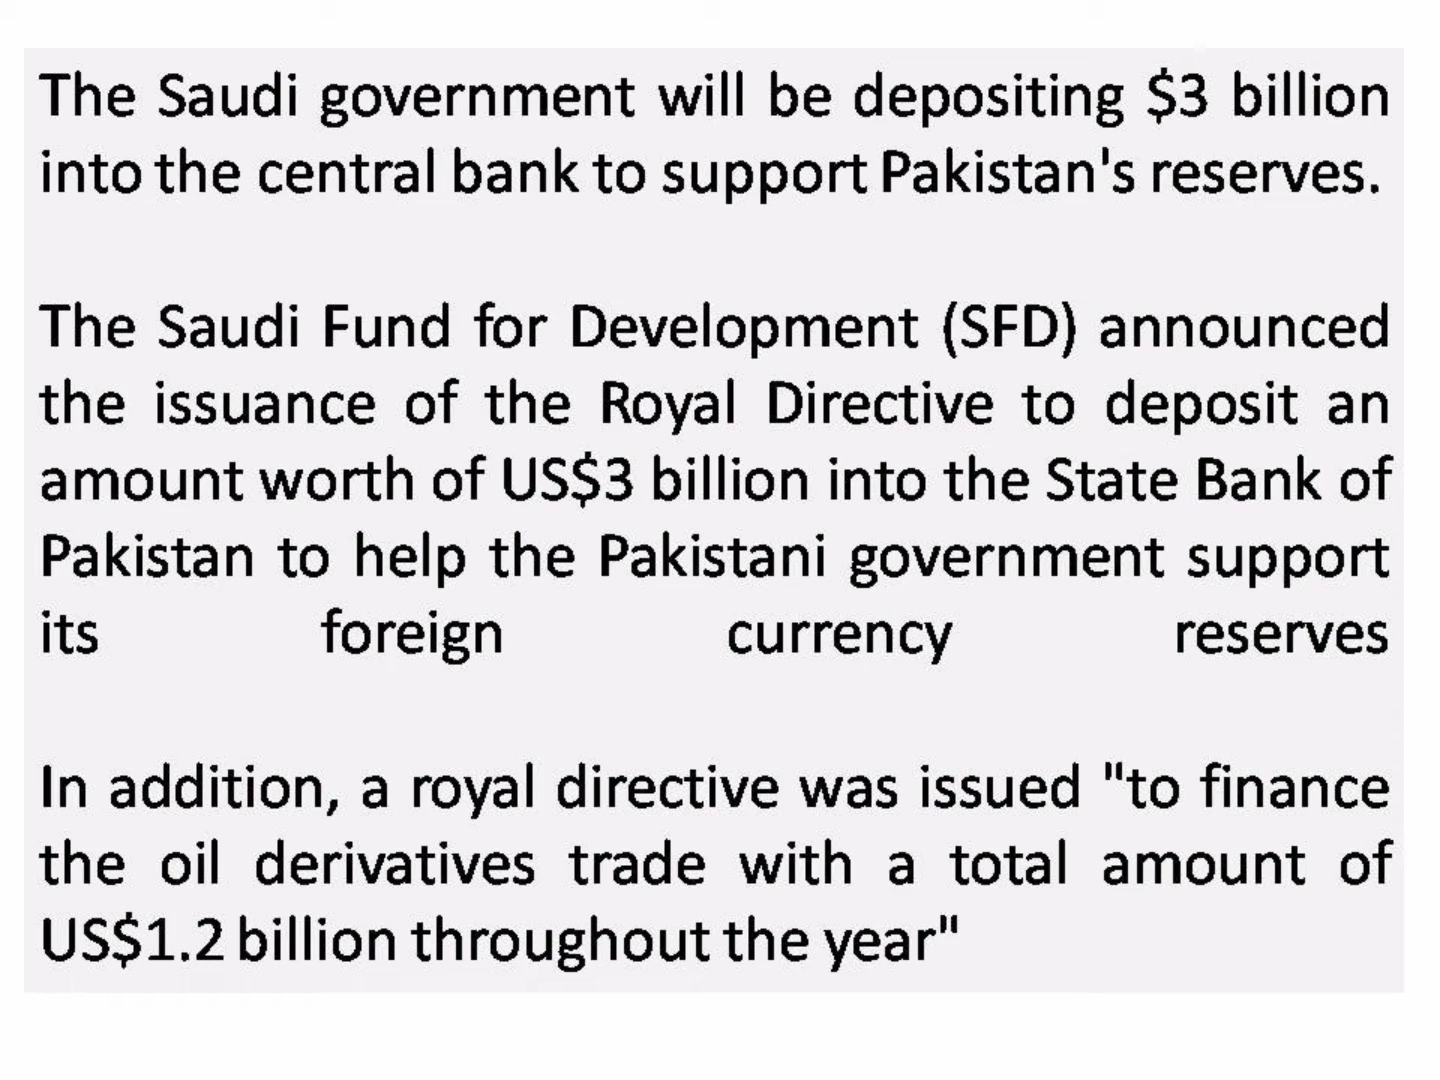 The Saudi government will be depositing $3 billion
into the central bank to support Pakistan's reserves.
The Saudi Fund for Development (SFD) announced
the issuance of the Royal Directive to deposit an
amount worth of US$3 billion into the State Bank of
Pakistan to help the Pakistani government support
its foreign currency reserves
In addition, a royal directive was issued "to finance
the oil derivatives trade with a total amount of
US$1.2 billion throughout the year"